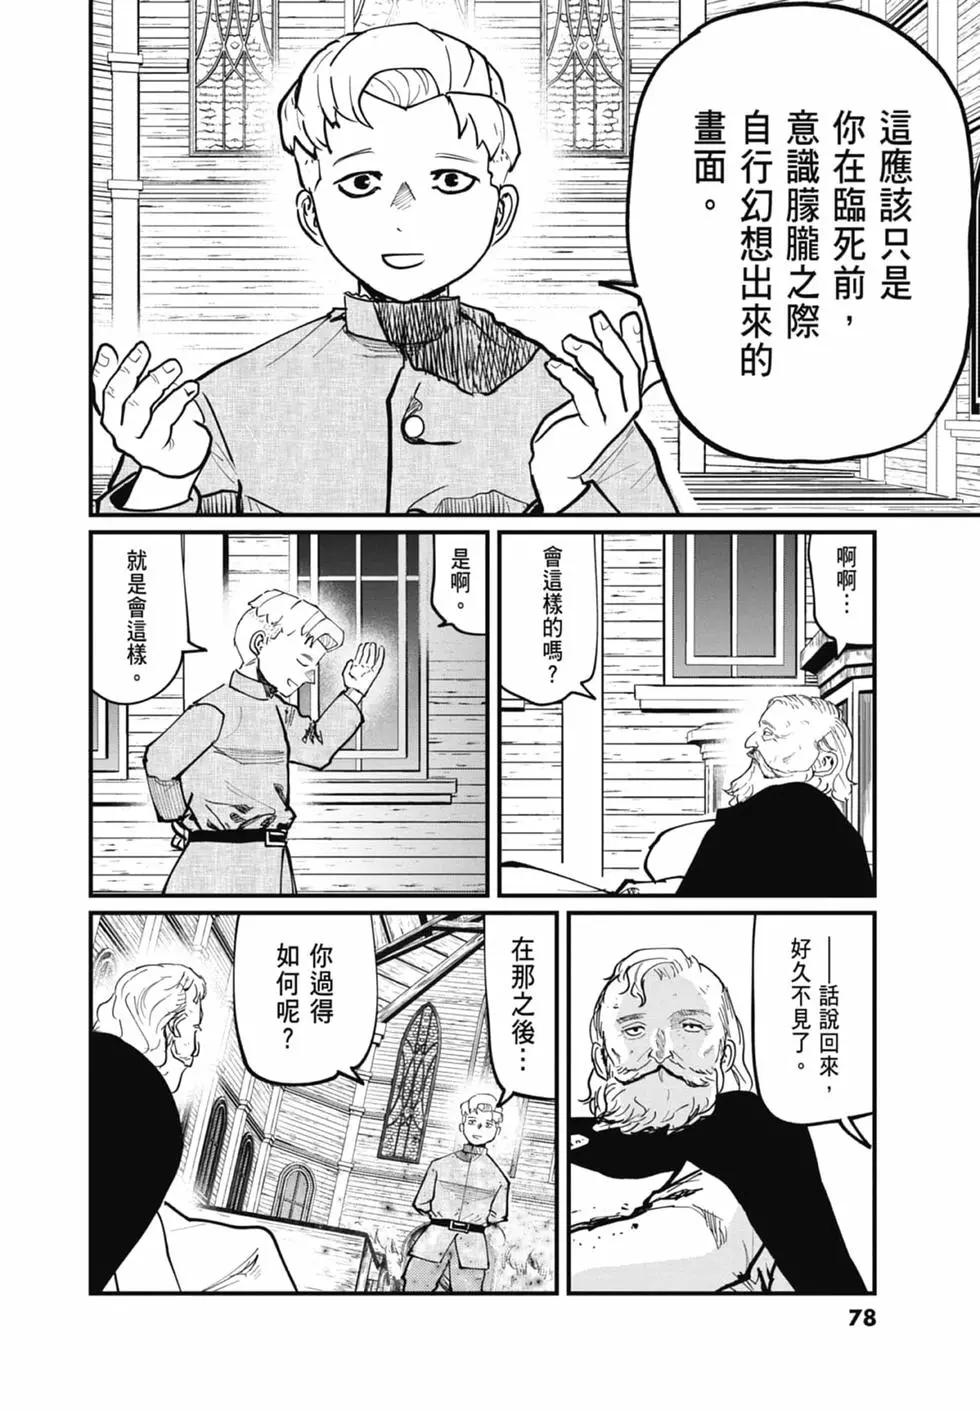 這應該只是
你在臨死前，
意識朦朧之際
自行幻想出來的
畫面。
啊啊…
會這樣的嗎？
是啊。
就是會這樣。
──話說回來，
好久不見了。
在那之後…
你過得
如何呢？
78